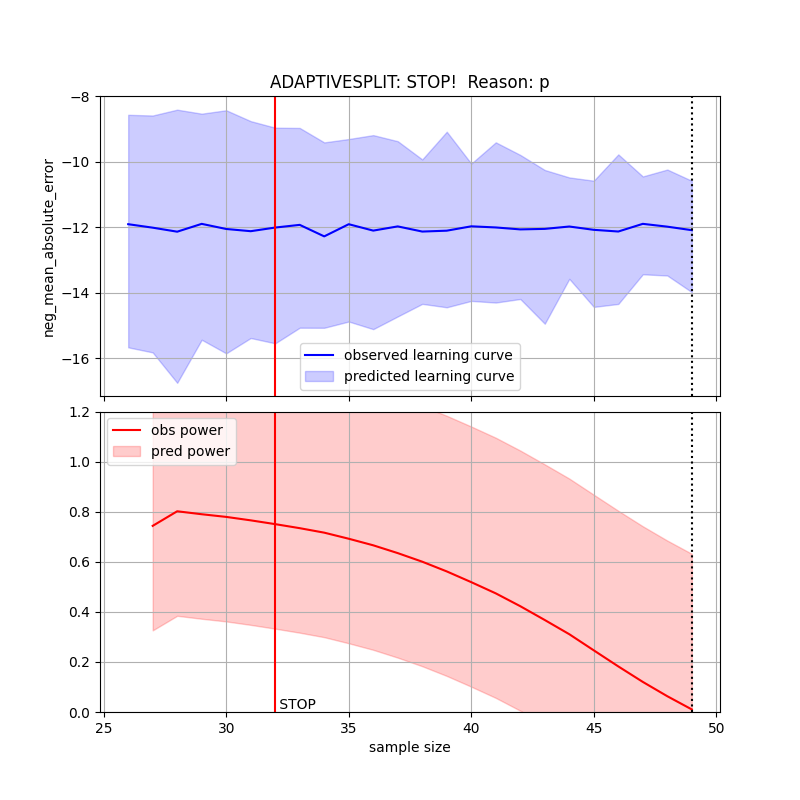 ADAPTIVESPLIT: STOP!  Reason: p
−8
−10
−12
−14
−16
neg_mean_absolute_error
observed learning curve
predicted learning curve
1.2
1.0
0.8
0.6
0.4
0.2
0.0
obs power
pred power
STOP
25
30
35
40
45
50
sample size